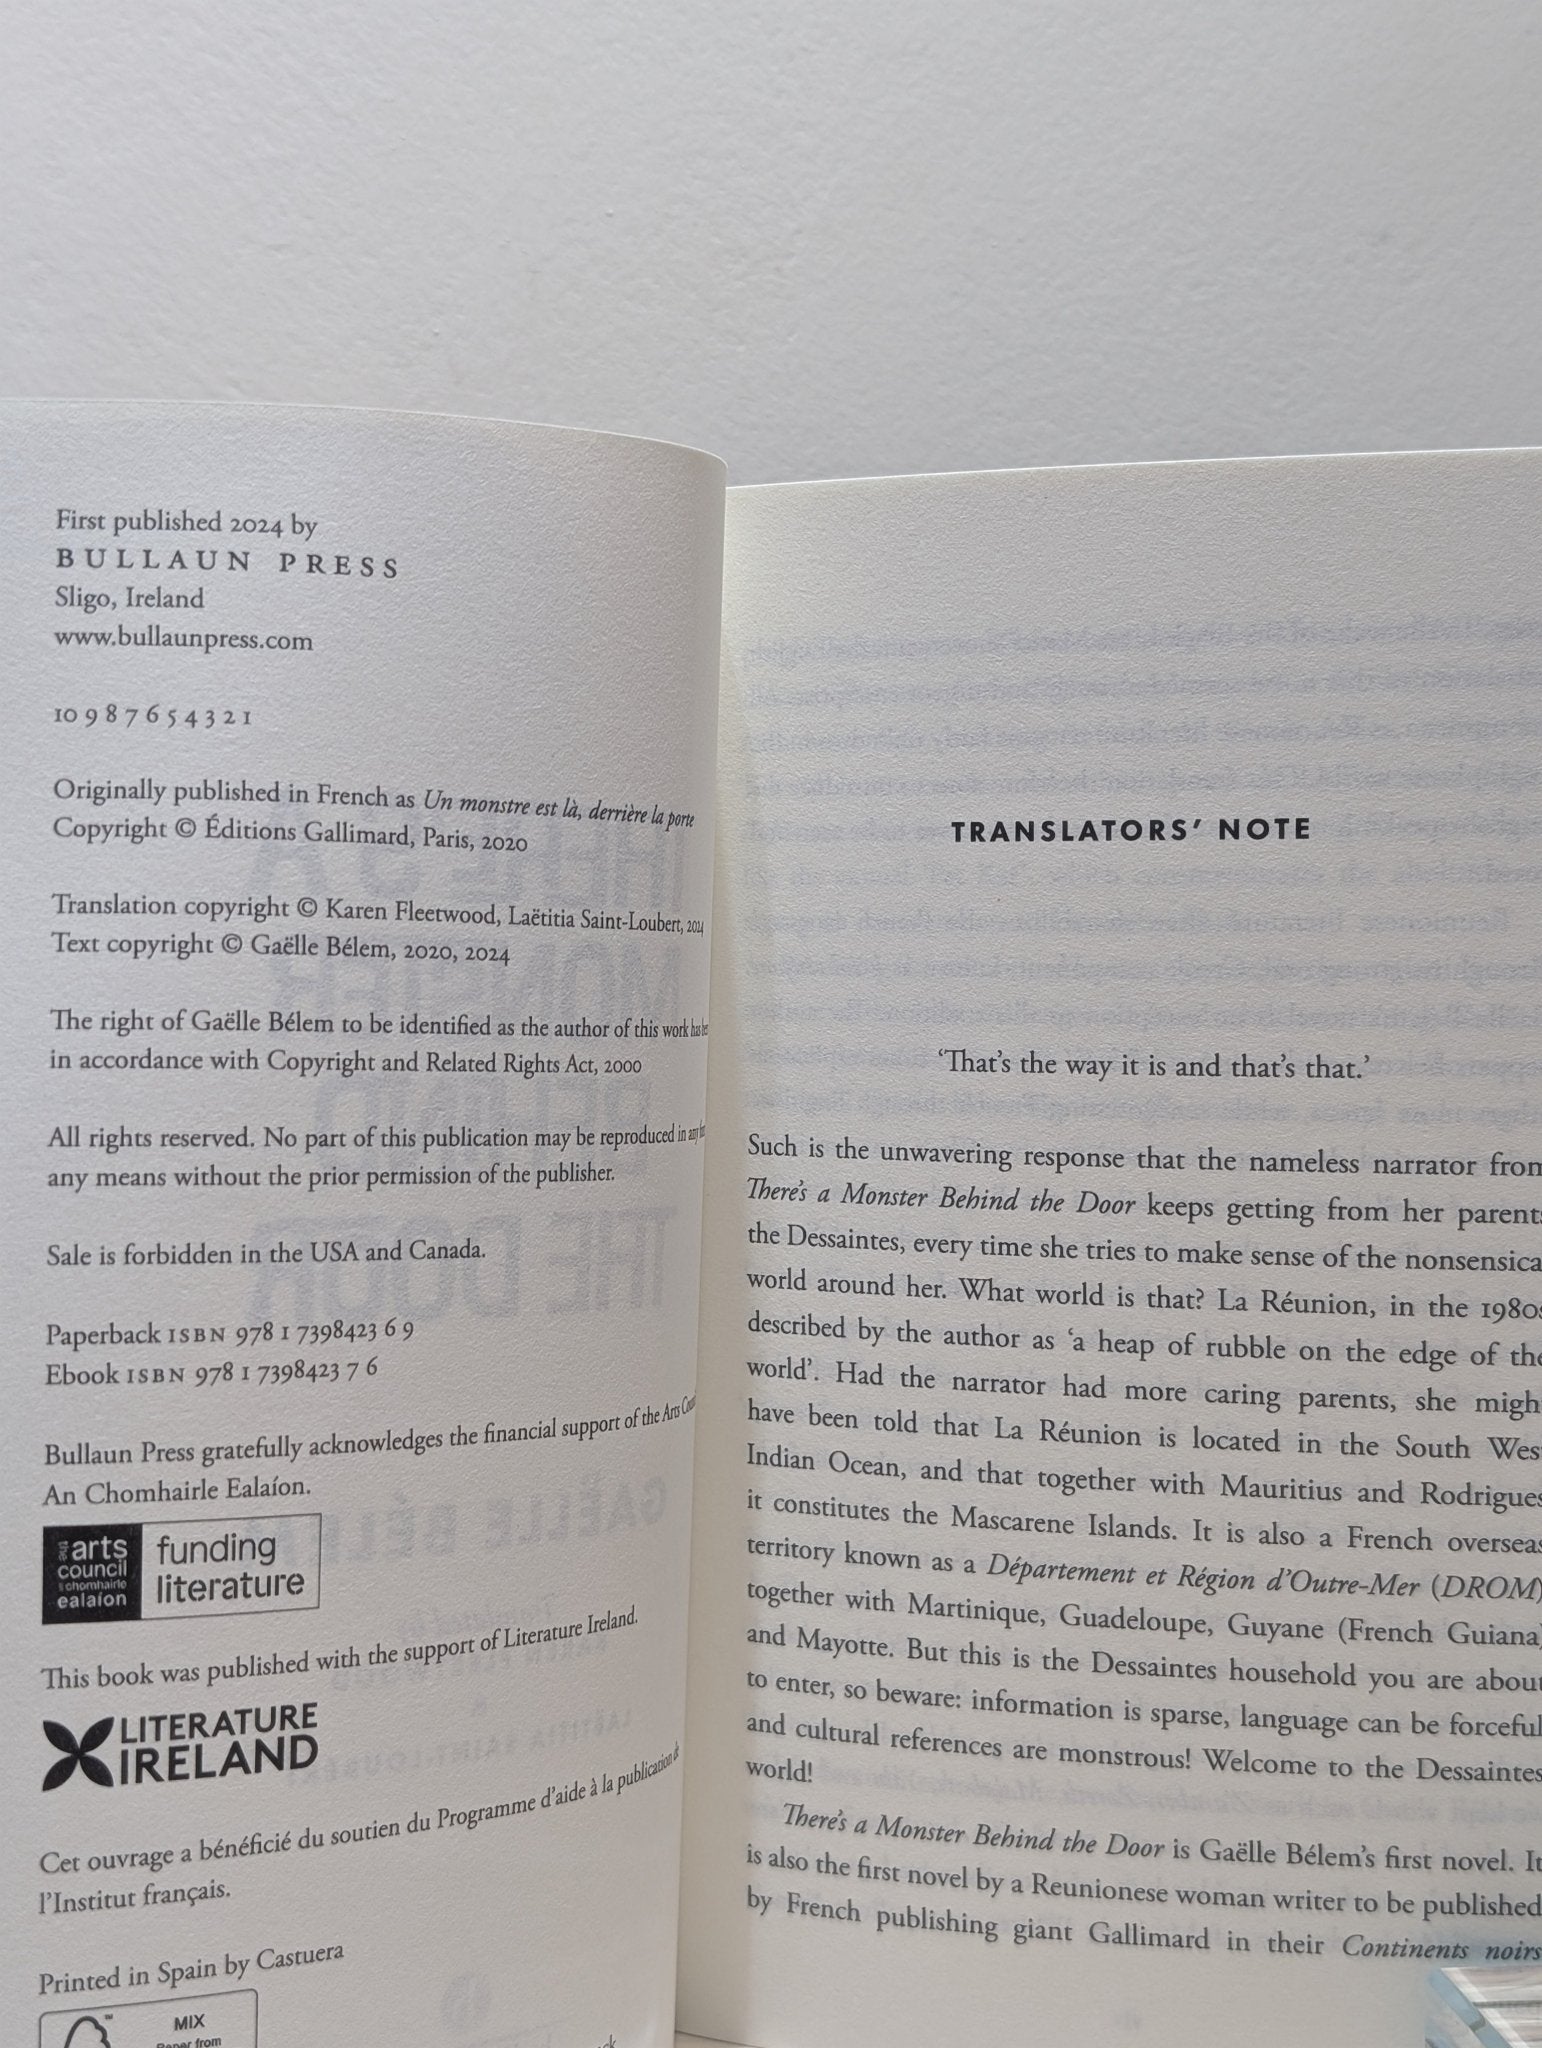 First published 2024 by
BULLAUN PRESS
Sligo, Ireland
www.bullaunpress.com
10 9 8 7 6 5 4 3 2 1
Originally published in French as Un monstre est là, derrière la porte
Copyright © Éditions Gallimard, Paris, 2020
Translation copyright © Karen Fleetwood, Laëtitia Saint-Loubert, 2024
Text copyright © Gaëlle Bélem, 2020, 2024
The right of Gaëlle Bélem to be identified as the author of this work has
in accordance with Copyright and Related Rights Act, 2000
All rights reserved. No part of this publication may be reproduced in any
any means without the prior permission of the publisher.
Sale is forbidden in the USA and Canada.
Paperback ISBN 978 1 7398423 6 9
Ebook ISBN 978 1 7398423 7 6
Bullaun Press gratefully acknowledges the financial support of the Arts
An Chomhairle Ealaíon.
the arts
council
chomhairle
ealaíon
funding
literature
This book was published with the support of Literature Ireland.
LITERATURE
IRELAND
Cet ouvrage a bénéficié du soutien du Programme d'aide à la publication de
l'Institut français.
Printed in Spain by Castuera
MIX
Paper from
TRANSLATORS' NOTE
'That's the way it is and that's that.'
Such is the unwavering response that the nameless narrator from
There's a Monster Behind the Door keeps getting from her parents
the Dessaintes, every time she tries to make sense of the nonsensica
world around her. What world is that? La Réunion, in the 1980s
described by the author as 'a heap of rubble on the edge of the
world'. Had the narrator had more caring parents, she migh
have been told that La Réunion is located in the South Wes
Indian Ocean, and that together with Mauritius and Rodrigues
it constitutes the Mascarene Islands. It is also a French overseas
territory known as a Département et Région d'Outre-Mer (DROM)
together with Martinique, Guadeloupe, Guyane (French Guiana)
and Mayotte. But this is the Dessaintes household you are about
to enter, so beware: information is sparse, language can be forceful
and cultural references are monstrous! Welcome to the Dessaintes
world!
There's a Monster Behind the Door is Gaëlle Bélem's first novel. It
is also the first novel by a Reunionese woman writer to be published
by French publishing giant Gallimard in their Continents noirs